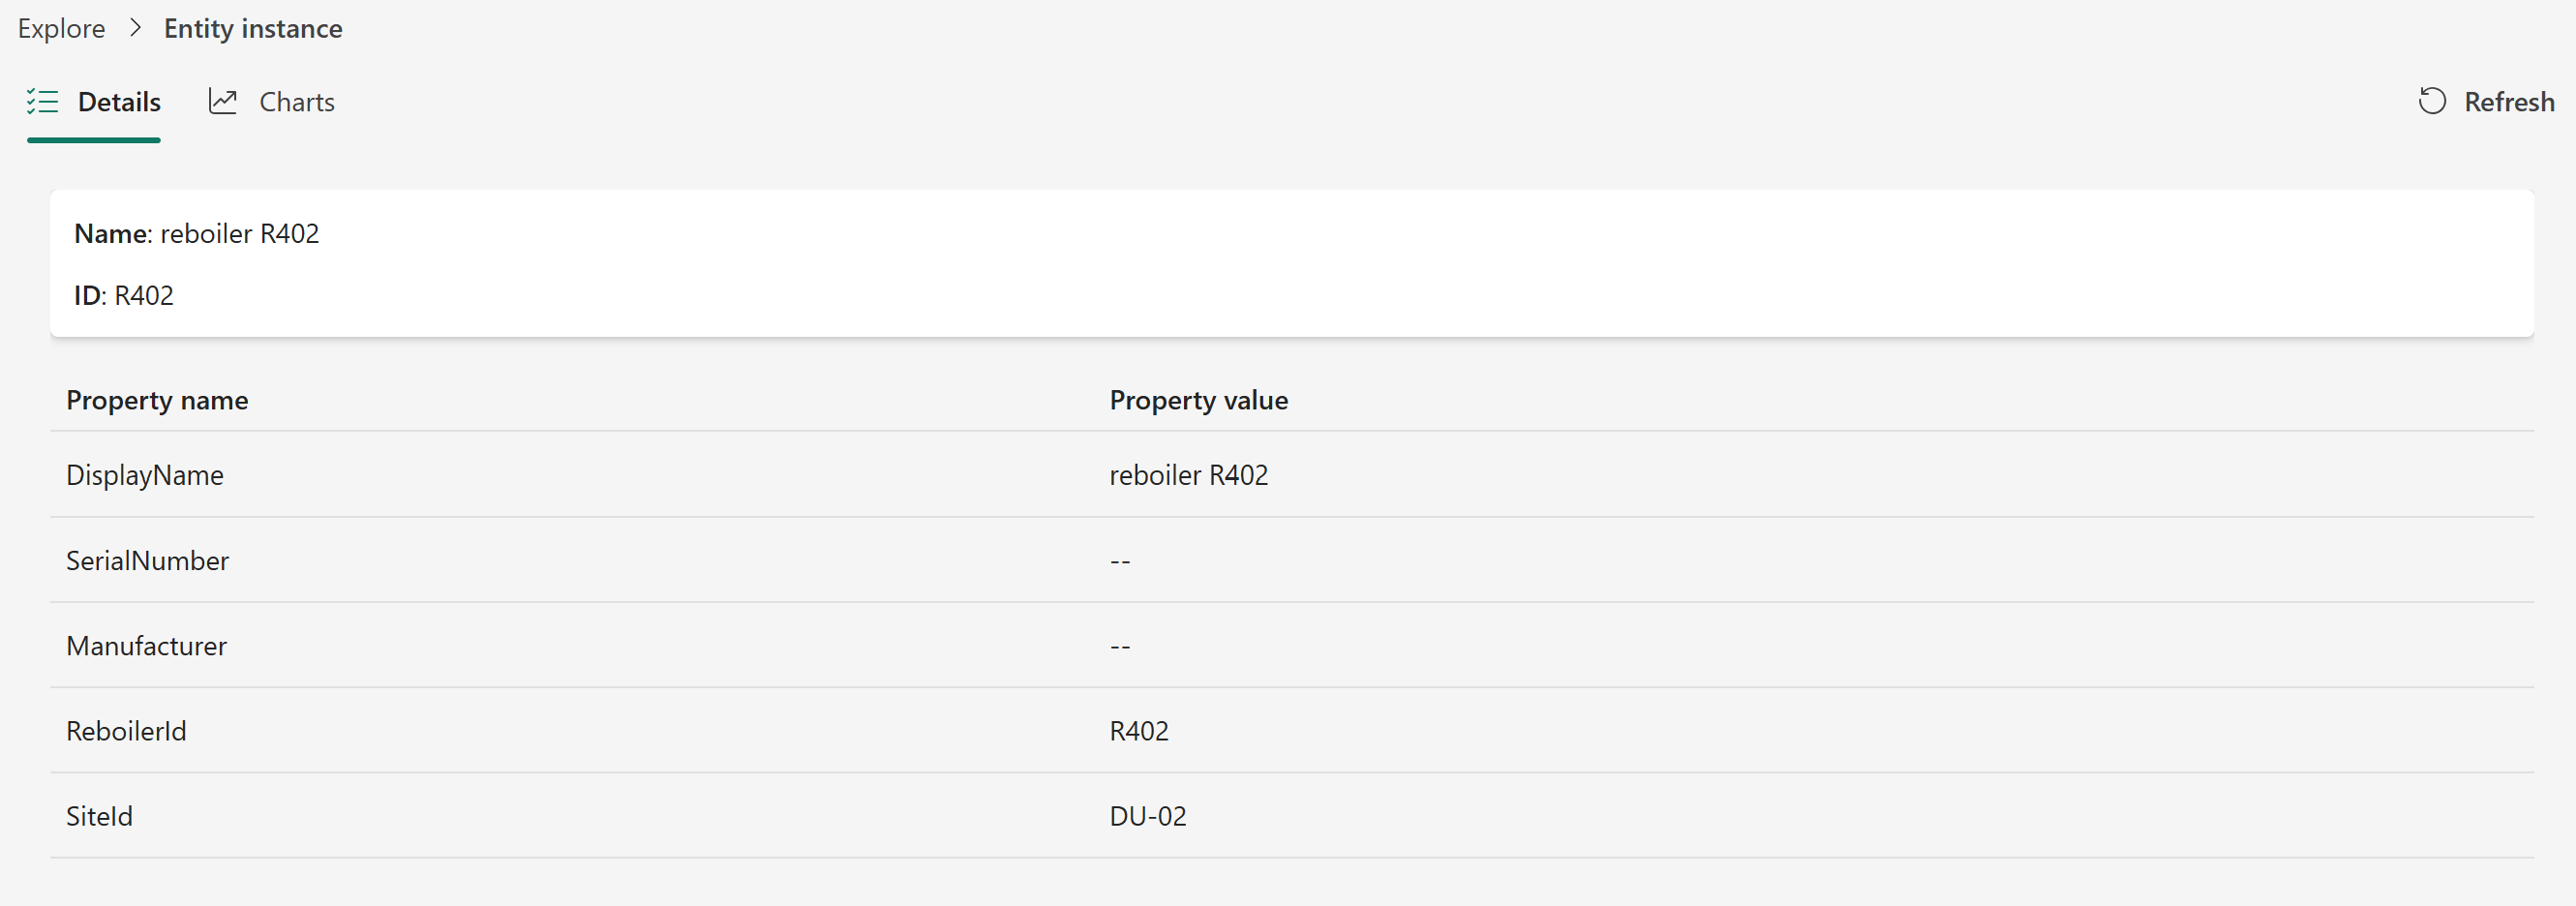 Explore > Entity instance
Details Charts Refresh
Name: reboiler R402
ID: R402
Property name Property value
DisplayName reboiler R402
SerialNumber --
Manufacturer --
ReboilerId R402
SiteId DU-02